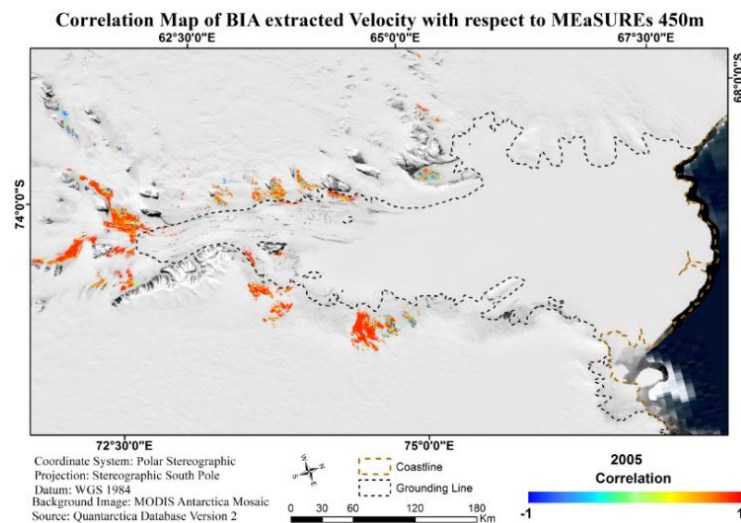 Correlation Map of BIA extracted Velocity with respect to MEaSUREs 450m
62°30'0"E 65°0'0"E 67°30'0"E
68°0'0"S
74°0'0"S
72°30'0"E 75°0'0"E
Coordinate System: Polar Stereographic
Projection: Stereographic South Pole
Datum: WGS 1984
Background Image: MODIS Antarctica Mosaic
Source: Quantarctica Database Version 2
N
W
E
S
Coastline
Grounding Line
0 30 60 120 180
Km
2005
Correlation
-1 1